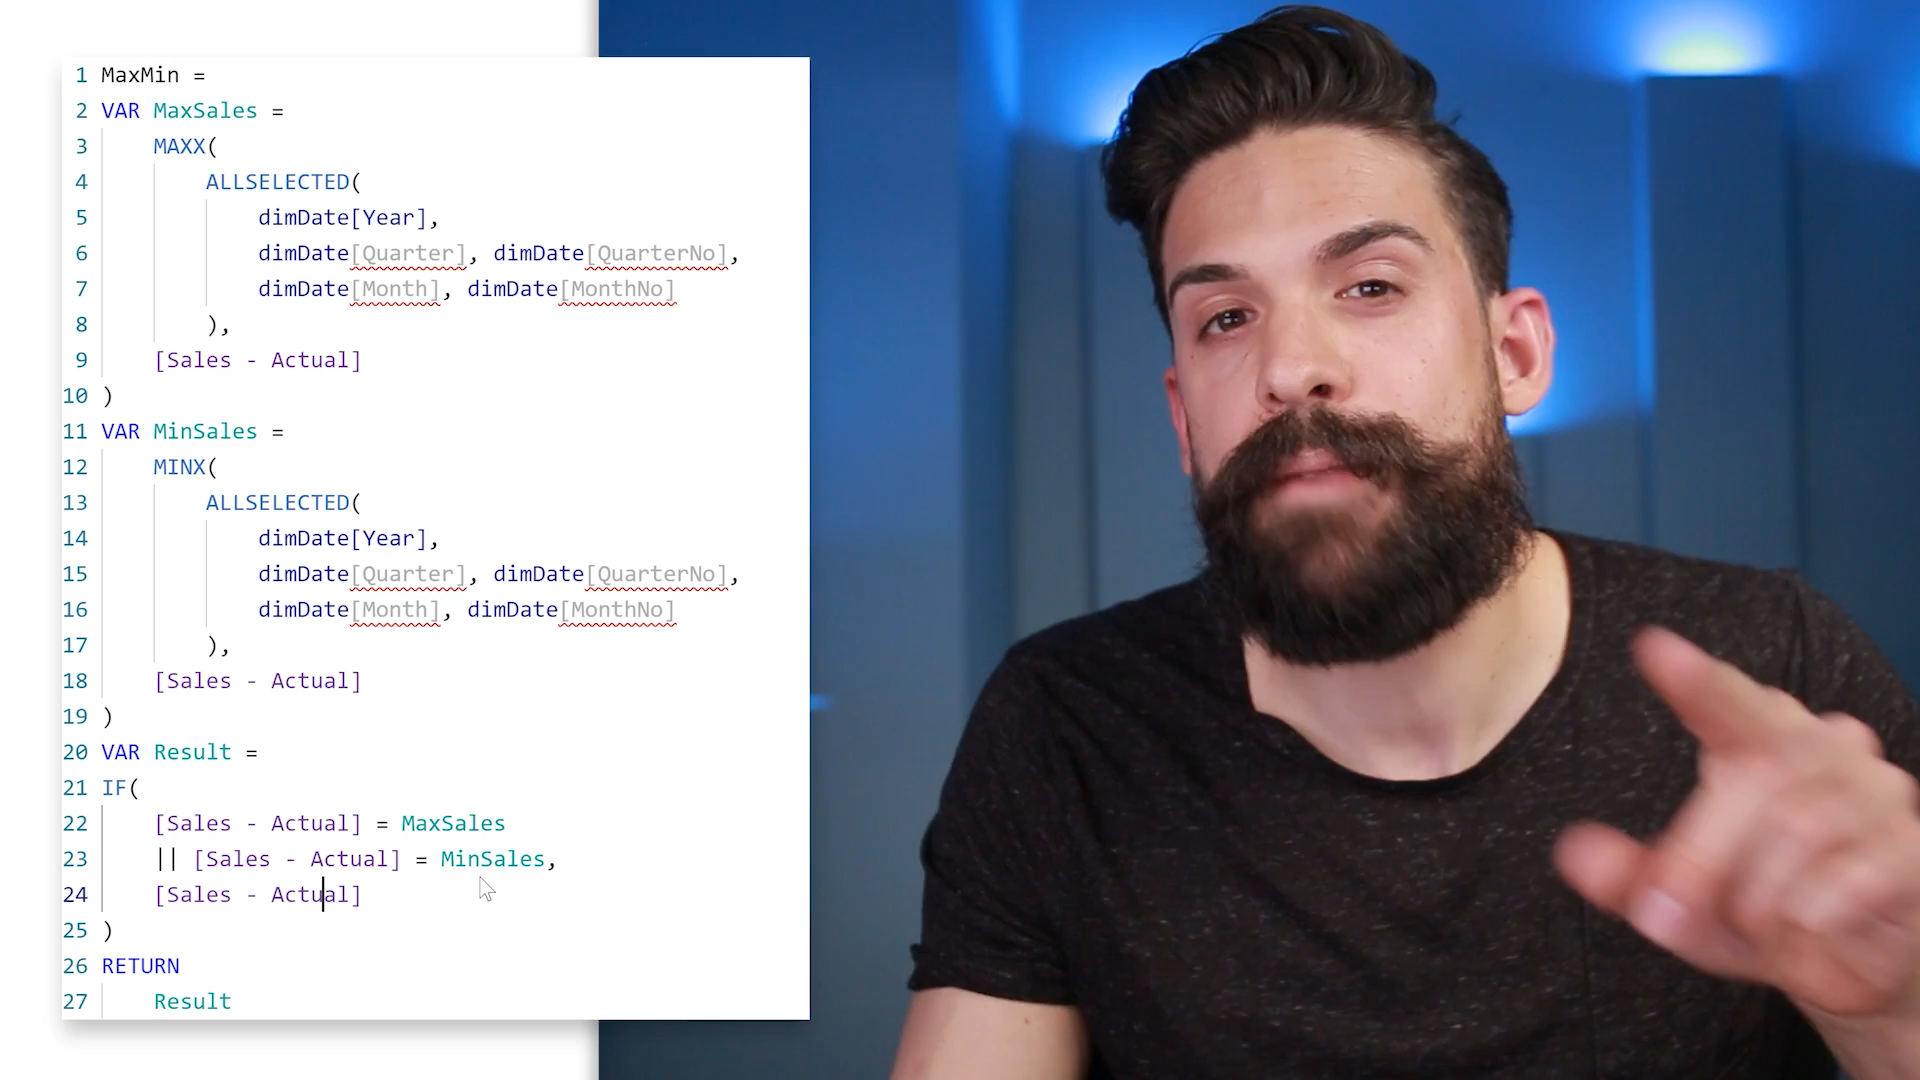 1 MaxMin =
2 VAR MaxSales =
3 MAXX(
4 ALLSELECTED(
5 dimDate[Year],
6 dimDate[Quarter], dimDate[QuarterNo],
7 dimDate[Month], dimDate[MonthNo]
8 ),
9 [Sales - Actual]
10 )
11 VAR MinSales =
12 MINX(
13 ALLSELECTED(
14 dimDate[Year],
15 dimDate[Quarter], dimDate[QuarterNo],
16 dimDate[Month], dimDate[MonthNo]
17 ),
18 [Sales - Actual]
19 )
20 VAR Result =
21 IF(
22 [Sales - Actual] = MaxSales
23 || [Sales - Actual] = MinSales,
24 [Sales - Actual]
25 )
26 RETURN
27 Result